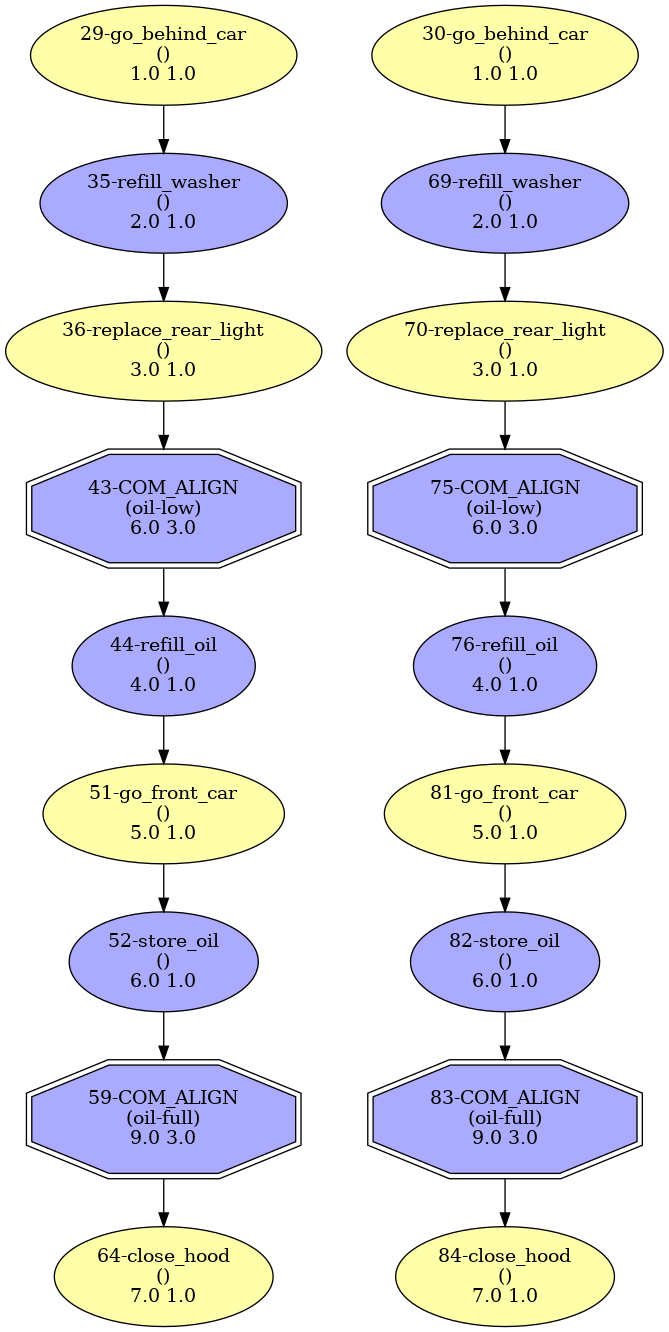 29-go_behind_car
()
1.0 1.0
35-refill_washer
()
2.0 1.0
36-replace_rear_light
()
3.0 1.0
43-COM_ALIGN
(oil-low)
6.0 3.0
44-refill_oil
()
4.0 1.0
51-go_front_car
()
5.0 1.0
52-store_oil
()
6.0 1.0
59-COM_ALIGN
(oil-full)
9.0 3.0
64-close_hood
()
7.0 1.0
30-go_behind_car
()
1.0 1.0
69-refill_washer
()
2.0 1.0
70-replace_rear_light
()
3.0 1.0
75-COM_ALIGN
(oil-low)
6.0 3.0
76-refill_oil
()
4.0 1.0
81-go_front_car
()
5.0 1.0
82-store_oil
()
6.0 1.0
83-COM_ALIGN
(oil-full)
9.0 3.0
84-close_hood
()
7.0 1.0